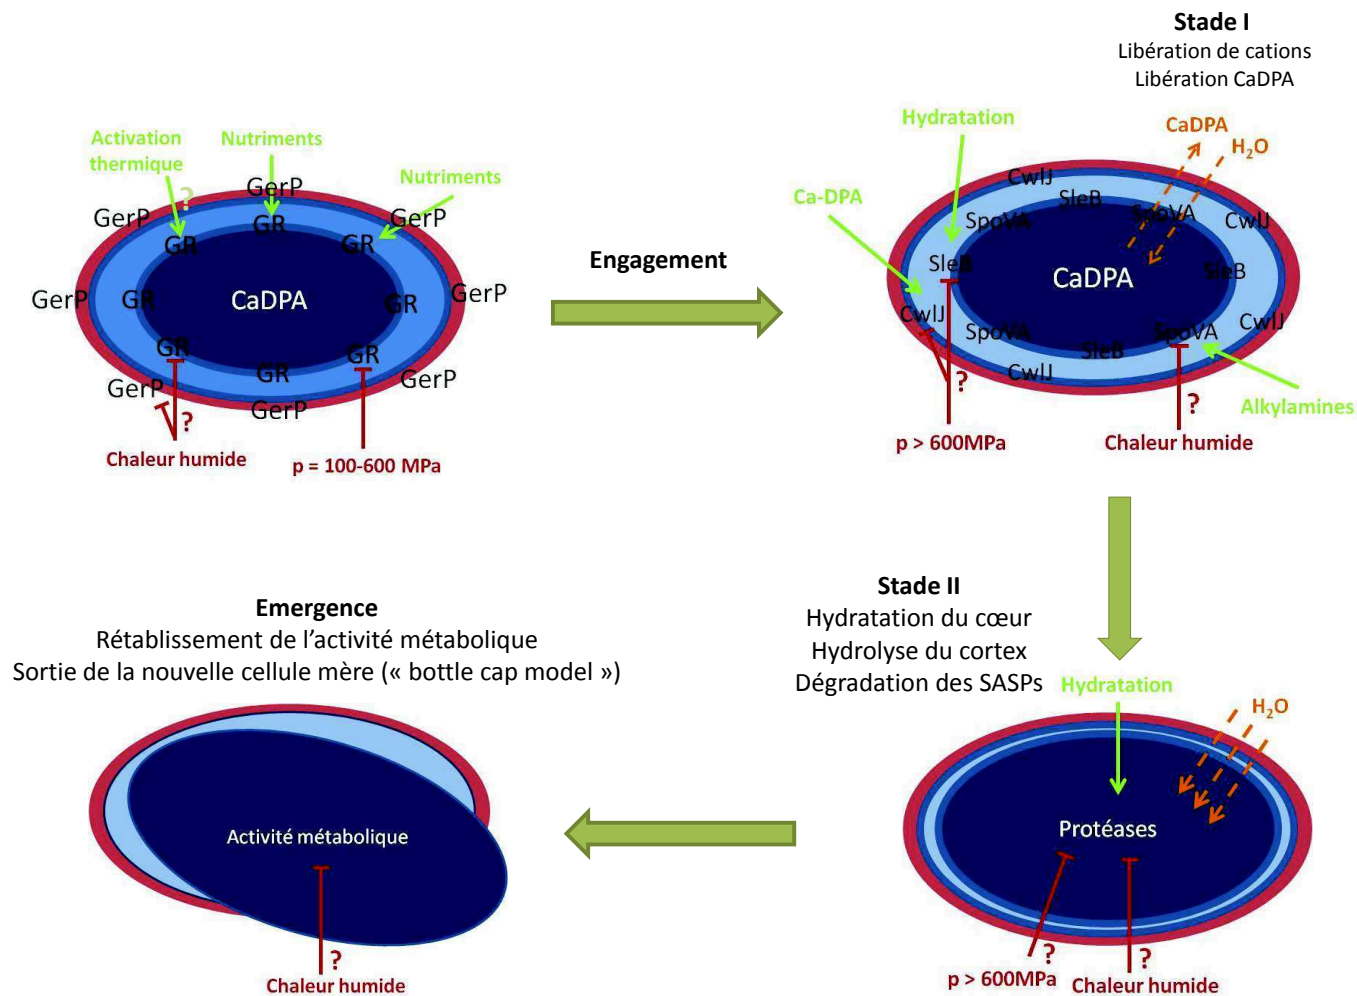 Stade I
Libération de cations
Libération CaDPA
Activation
thermique
Nutriments
Nutriments
?
GerP
GerP
GerP
GR
GR
GR
GerP
GR
CaDPA
GR
GerP
GR
GR
GR
GerP
GerP
GerP
?
Chaleur humide
p = 100-600 MPa
Engagement
Hydratation
CaDPA
H2O
Ca-DPA
CwlJ
SleB
SpoVA
SpoVA
CwlJ
SleB
CaDPA
SleB
CwlJ
SpoVA
SleB
SpoVA
CwlJ
CwlJ
?
?
Alkylamines
p > 600MPa
Chaleur humide
Stade II
Hydratation du cœur
Hydrolyse du cortex
Dégradation des SASPs
Hydratation
H2O
Protéases
?
?
p > 600MPa
Chaleur humide
Emergence
Rétablissement de l’activité métabolique
Sortie de la nouvelle cellule mère (« bottle cap model »)
Activité métabolique
?
Chaleur humide